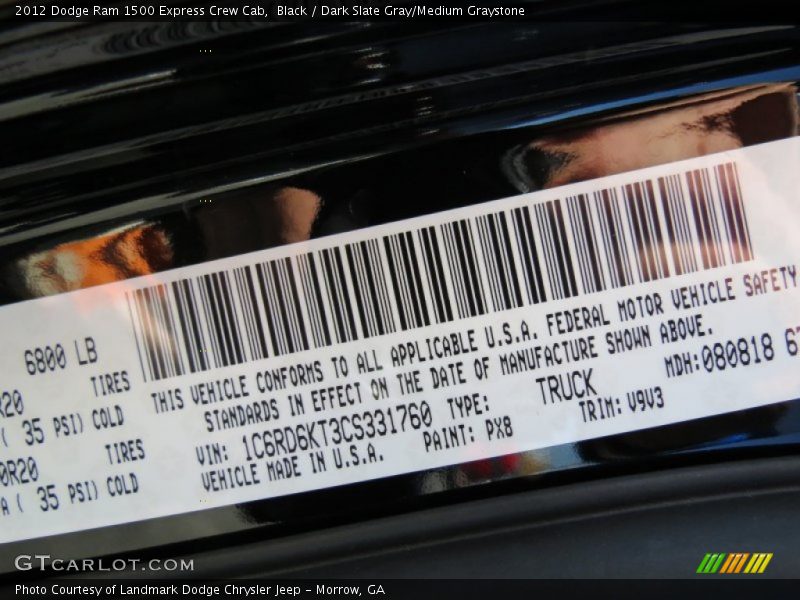 2012 Dodge Ram 1500 Express Crew Cab, Black / Dark Slate Gray/Medium Graystone
6800 LB
R20 TIRES
( 35 PSI) COLD
0R20 TIRES
A ( 35 PSI) COLD
THIS VEHICLE CONFORMS TO ALL APPLICABLE U.S.A. FEDERAL MOTOR VEHICLE SAFETY
STANDARDS IN EFFECT ON THE DATE OF MANUFACTURE SHOWN ABOVE.
VIN: 1C6RD6KT3CS331760 TYPE: TRUCK MDH:080818 6
VEHICLE MADE IN U.S.A. PAINT: PX8 TRIM: V9V3
GTCARLOT.COM
Photo Courtesy of Landmark Dodge Chrysler Jeep - Morrow, GA